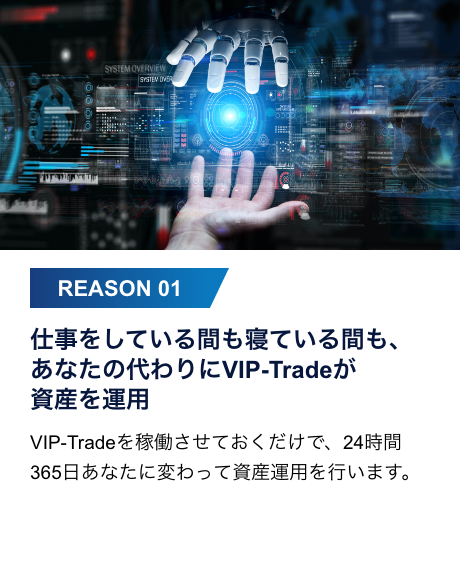 SYSTEM OVERVIEW
SYSTEM OVER
REASON 01
仕事をしている間も寝ている間も、
あなたの代わりにVIP-Tradeが
資産を運用
VIP-Tradeを稼働させておくだけで、24時間
365日あなたに変わって資産運用を行います。